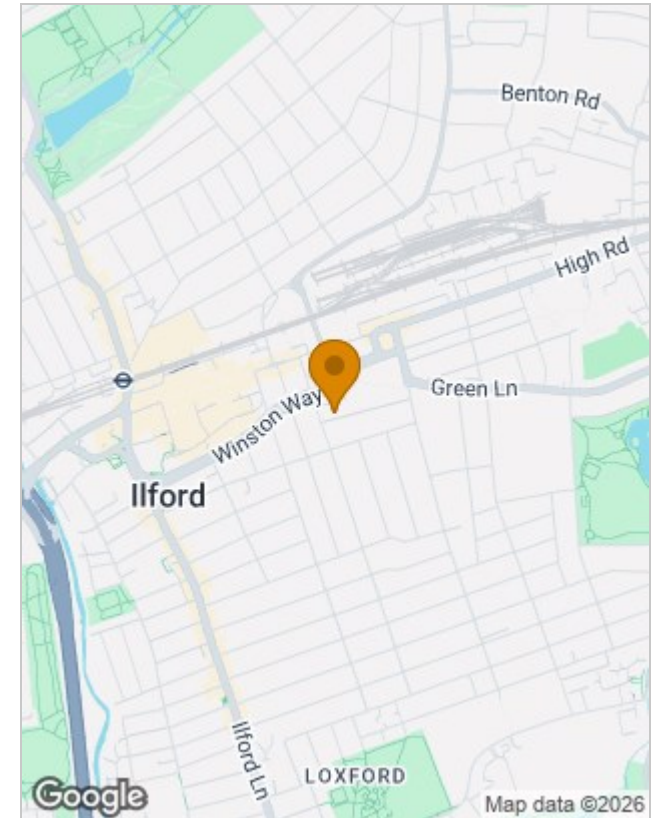 Benton Rd
High Rd
Green Ln
Winston Way
Ilford
Ilford Ln
LOXFORD
Google
Map data ©2026